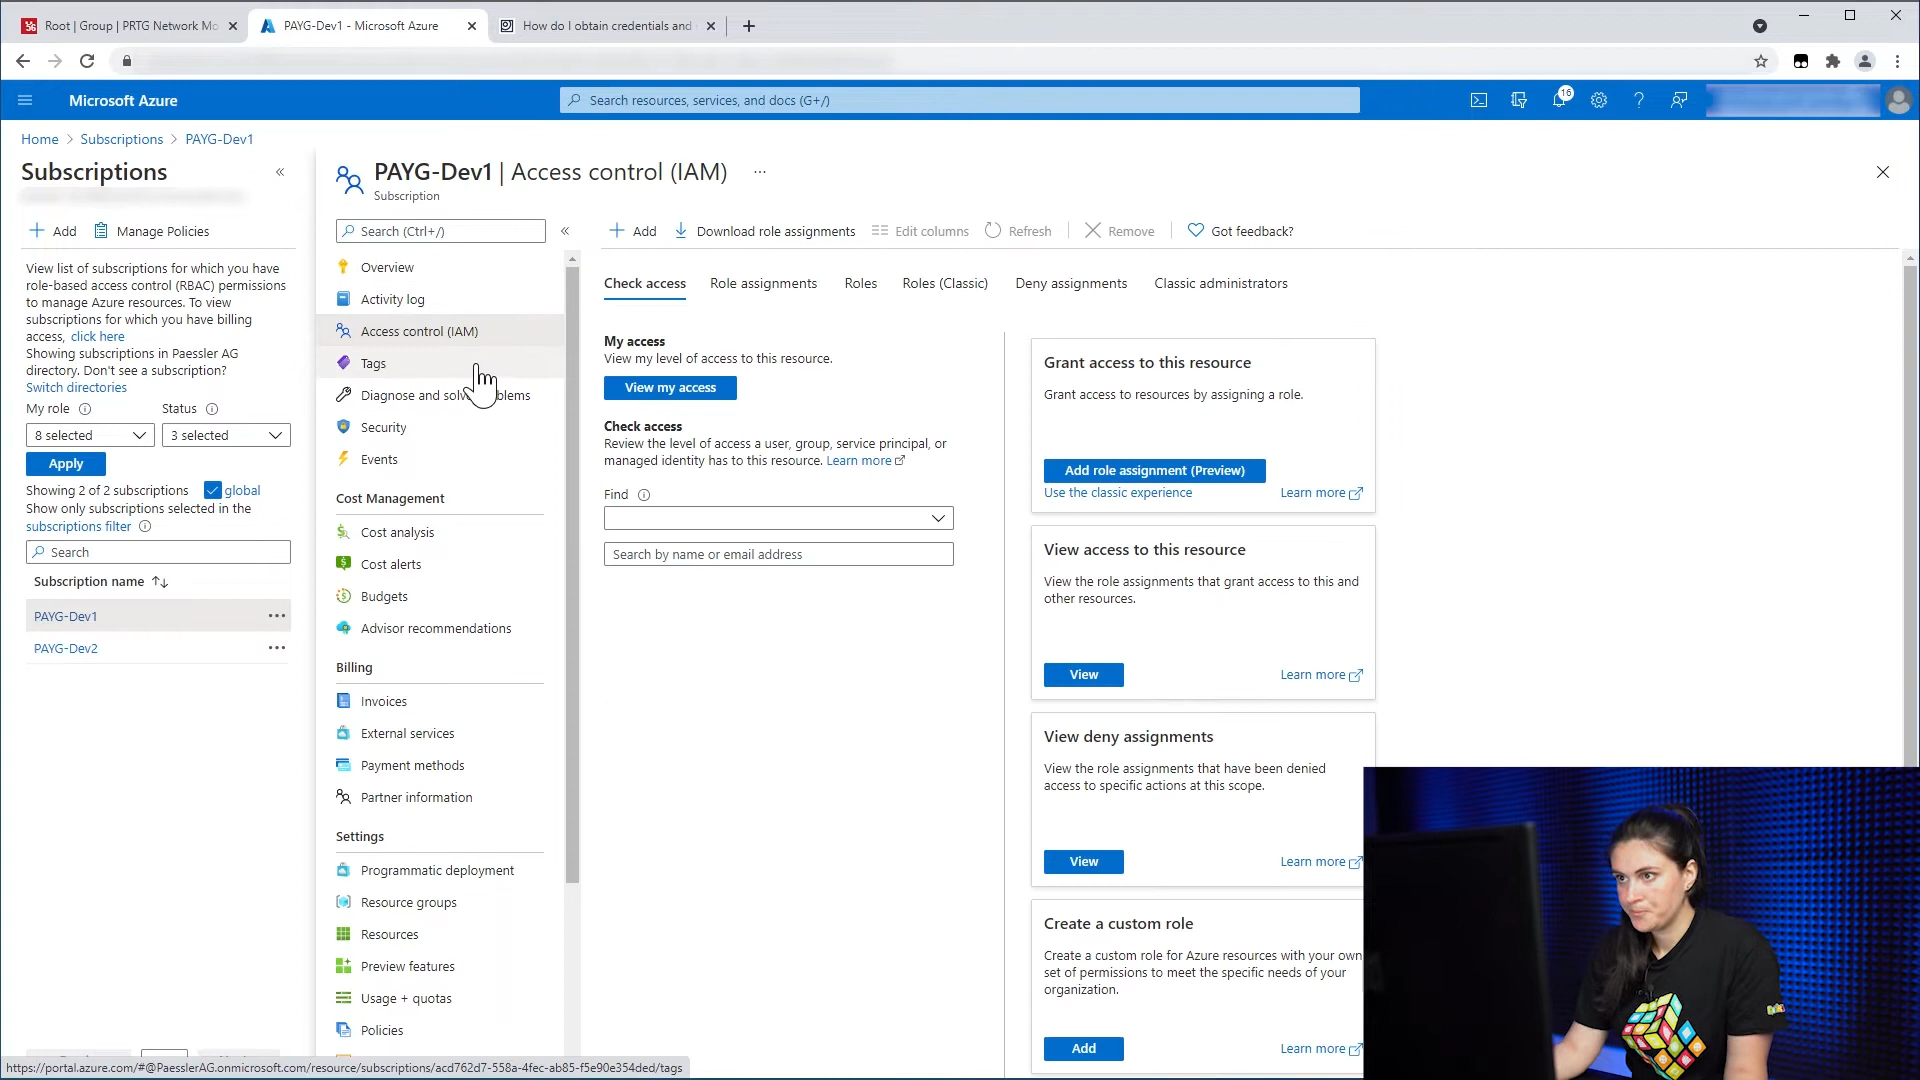 Root | Group | PRTG Network Mo
PAYG-Dev1 - Microsoft Azure
How do I obtain credentials and
Microsoft Azure
Search resources, services, and docs (G+/)
16
Home > Subscriptions > PAYG-Dev1
Subscriptions
«
PAYG-Dev1 | Access control (IAM)
...
Subscription
Add
Manage Policies
View list of subscriptions for which you have
role-based access control (RBAC) permissions
to manage Azure resources. To view
subscriptions for which you have billing
access, click here
Showing subscriptions in Paessler AG
directory. Don't see a subscription?
Switch directories
My role
Status
8 selected
3 selected
Apply
Showing 2 of 2 subscriptions
global
Show only subscriptions selected in the
subscriptions filter
Search
Subscription name
PAYG-Dev1
...
PAYG-Dev2
...
Search (Ctrl+/)
«
Overview
Activity log
Access control (IAM)
Tags
Diagnose and solve
Security
Events
Cost Management
Cost analysis
Cost alerts
Budgets
Advisor recommendations
Billing
Invoices
External services
Payment methods
Partner information
Settings
Programmatic deployment
Resource groups
Resources
Preview features
Usage + quotas
Policies
Add
Download role assignments
Edit columns
Refresh
Remove
Got feedback?
Check access
Role assignments
Roles
Roles (Classic)
Deny assignments
Classic administrators
My access
View my level of access to this resource.
View my access
Check access
Review the level of access a user, group, service principal, or
managed identity has to this resource. Learn more
Find
Search by name or email address
Grant access to this resource
Grant access to resources by assigning a role.
Add role assignment (Preview)
Use the classic experience
Learn more
View access to this resource
View the role assignments that grant access to this and
other resources.
View
Learn more
View deny assignments
View the role assignments that have been denied
access to specific actions at this scope.
View
Learn more
Create a custom role
Create a custom role for Azure resources with your own
set of permissions to meet the specific needs of your
organization.
Add
Learn more
https://portal.azure.com/#@PaesslerAG.onmicrosoft.com/resource/subscriptions/acd762d7-558a-4fec-ab85-f5e90e354ded/tags